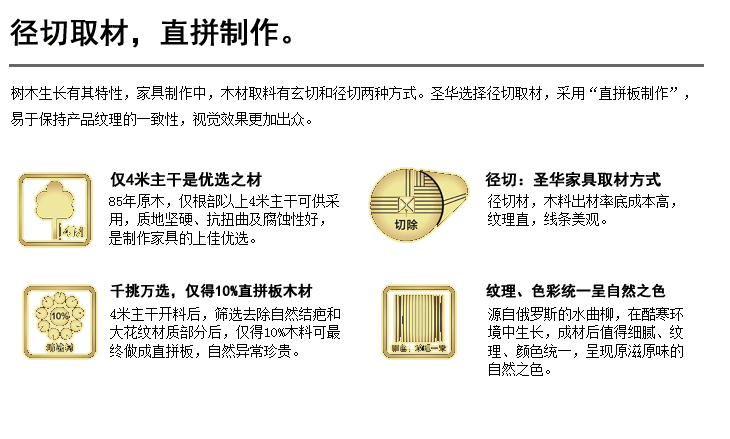 径切取材，直拼制作。
树木生长有其特性，家具制作中，木材取料有玄切和径切两种方式。圣华选择径切取材，采用“直拼板制作”，
易于保持产品纹理的一致性，视觉效果更加出众。
仅4米主干是优选之材
85年原木，仅根部以上4米主干可供采
用，质地坚硬、抗扭曲及腐蚀性好，
是制作家具的上佳优选。
4M
切除
径切：圣华家具取材方式
径切材，木料出材率底成本高，
纹理直，线条美观。
10%
千挑万选，仅得10%直拼板木材
4米主干开料后，筛选去除自然结疤和
大花纹材质部分后，仅得10%木料可最
终做成直拼板，自然异常珍贵。
纹理、色彩统一呈自然之色
源自俄罗斯的水曲柳，在酷寒环
境中生长，成材后值得细腻、纹
理、颜色统一，呈现原滋原味的
自然之色。